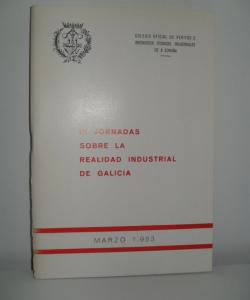 COLEGIO OFICIAL DE PERITOS E
INGENIEROS TECNICOS INDUSTRIALES
DE
III JORNADAS
SOBRE LA
REALIDAD INDUSTRIAL
DE GALICIA
MARZO 1.983